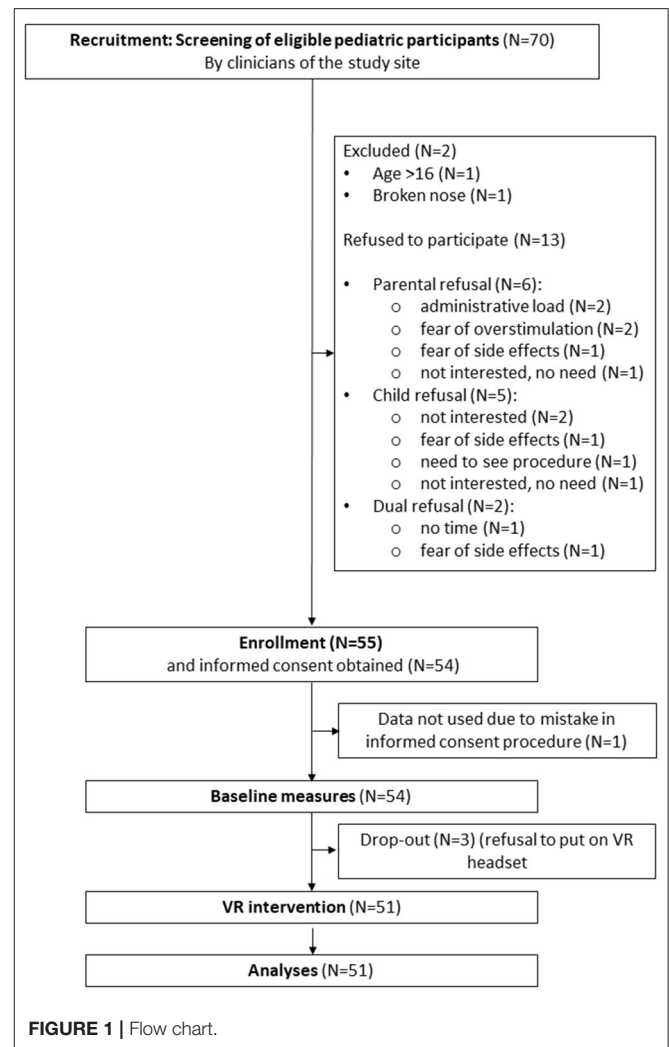 Recruitment: Screening of eligible pediatric participants (N=70)
By clinicians of the study site
Excluded (N=2)
• Age >16 (N=1)
• Broken nose (N=1)
Refused to participate (N=13)
• Parental refusal (N=6):
o administrative load (N=2)
o fear of overstimulation (N=2)
o fear of side effects (N=1)
o not interested, no need (N=1)
• Child refusal (N=5):
o not interested (N=2)
o fear of side effects (N=1)
o need to see procedure (N=1)
o not interested, no need (N=1)
• Dual refusal (N=2):
o no time (N=1)
o fear of side effects (N=1)
Enrollment (N=55)
and informed consent obtained (N=54)
Data not used due to mistake in
informed consent procedure (N=1)
Baseline measures (N=54)
Drop-out (N=3) (refusal to put on VR
headset
VR intervention (N=51)
Analyses (N=51)
FIGURE 1 | Flow chart.